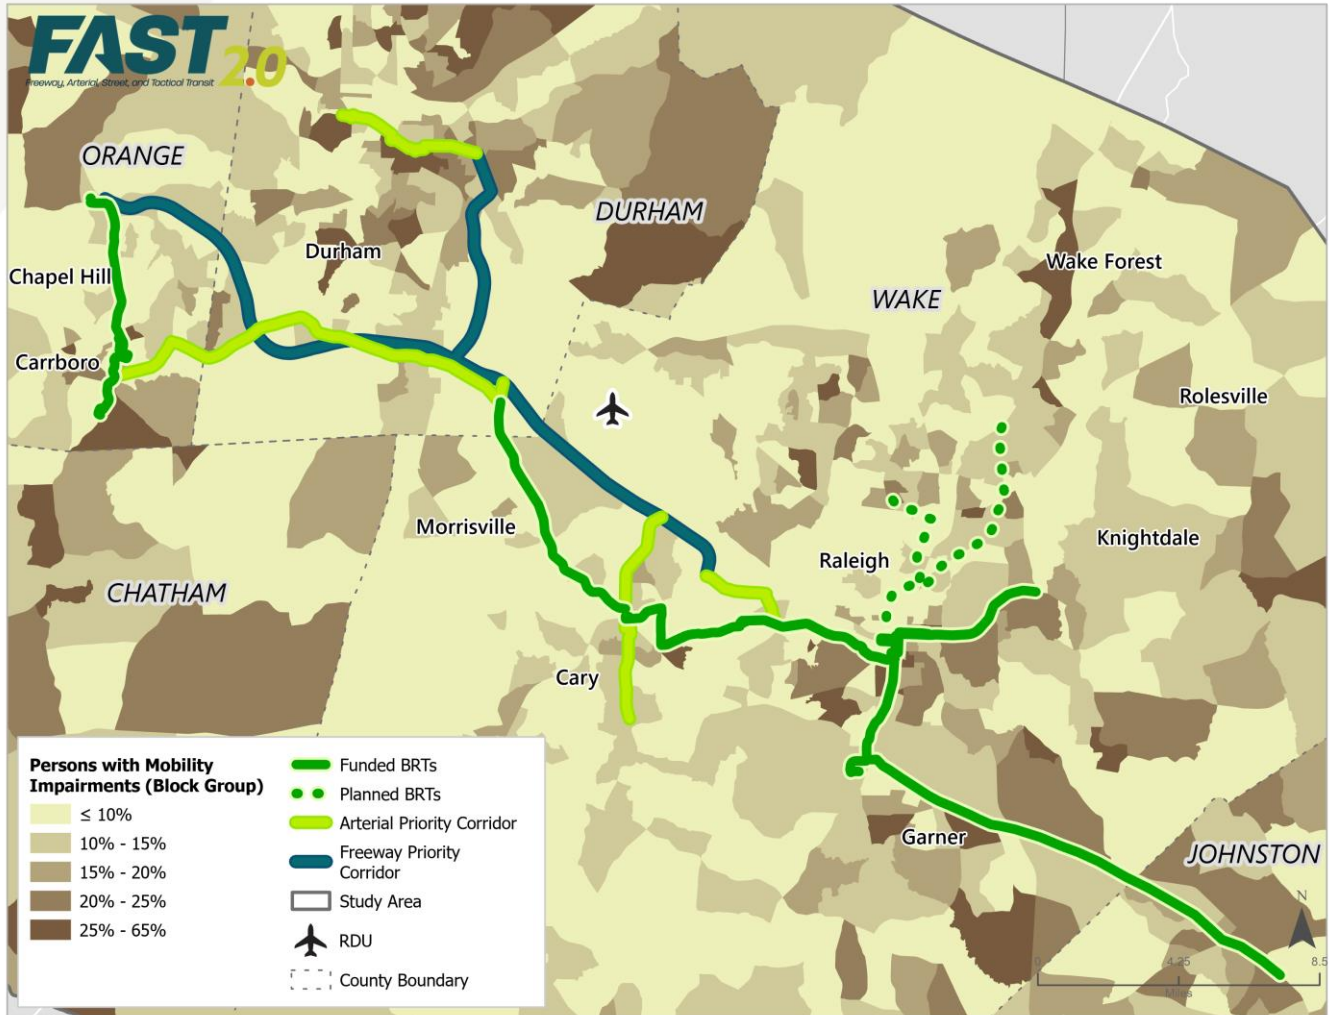 FAST 2.0
Freeway, Arterial, Street, and Tactical Transit
ORANGE
DURHAM
Durham
Chapel Hill
Wake Forest
WAKE
Carrboro
Rolesville
Morrisville
Knightdale
Raleigh
CHATHAM
Cary
Garner
JOHNSTON
Persons with Mobility
Impairments (Block Group)
≤ 10%
10% - 15%
15% - 20%
20% - 25%
25% - 65%
Funded BRTs
Planned BRTs
Arterial Priority Corridor
Freeway Priority
Corridor
Study Area
RDU
County Boundary
N
0 4.25 8.5
Miles